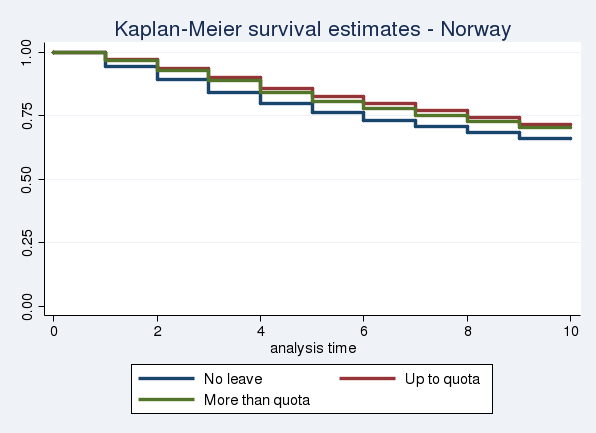 Kaplan-Meier survival estimates - Norway
1.00
0.75
0.50
0.25
0.00
0 2 4 6 8 10
analysis time
No leave Up to quota
More than quota